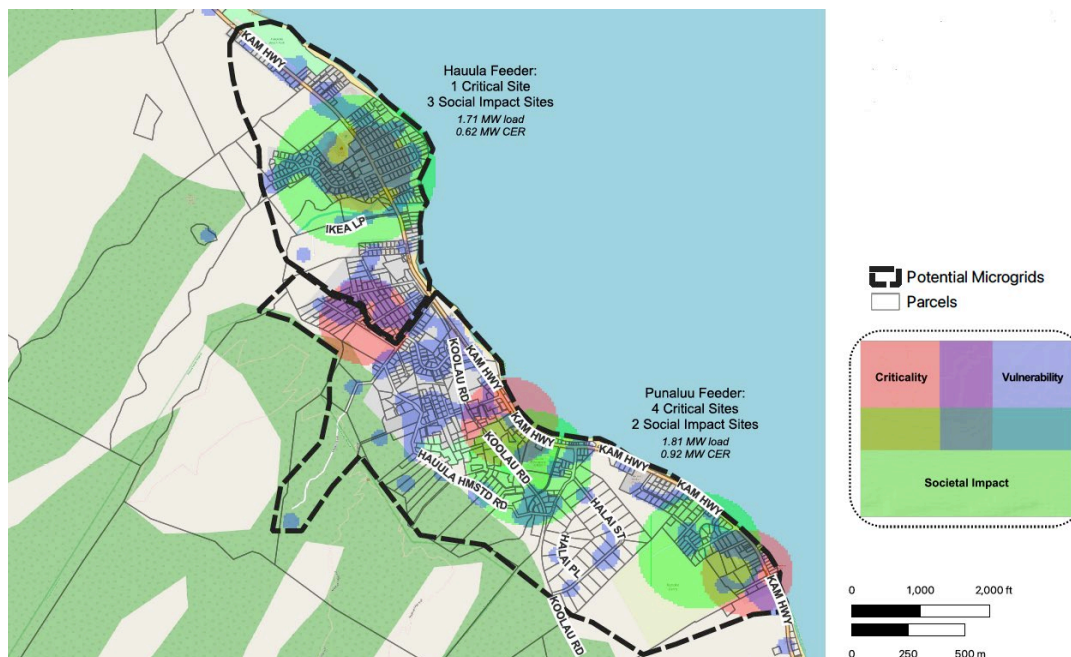 KAM HWY
Hauula Feeder:
1 Critical Site
3 Social Impact Sites
1.71 MW load
0.62 MW CER
IKEA LP
KOOLAU RD
KAM HWY
Punaluu Feeder:
4 Critical Sites
2 Social Impact Sites
1.81 MW load
0.92 MW CER
KAM HWY
KAM HWY
KOOLAU RD
HAUULA HMSTD RD
KAM HWY
HALAI ST
HALAI PL
KAM HWY
KOOLAU RD
Potential Microgrids
Parcels
Criticality
Vulnerability
Societal Impact
0 1,000 2,000 ft
0 250 500 m